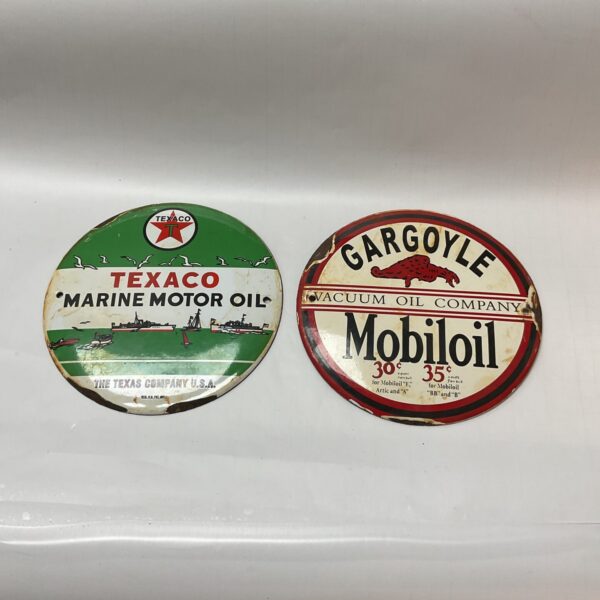 TEXACO
T
TEXACO
MARINE MOTOR OIL
THE TEXAS COMPANY U.S.A.
GARGOYLE
VACUUM OIL COMPANY
Mobiloil
30¢ 35¢
for Mobiloil "E," for Mobiloil
Artic and "A" "BB" and "B"